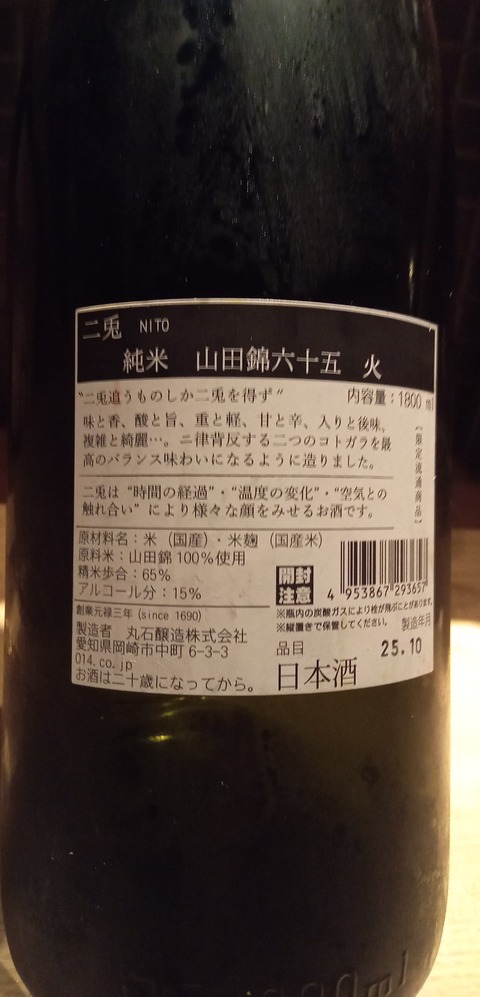 二兎 NITO
純米 山田錦六十五 火
"二兎追うものしか二兎を得ず"
内容量：1800 ml
味と香、酸と旨、重と軽、甘と辛、入りと後味、
複雑と綺麗…。二律背反する二つのコトガラを最
高のバランス味わいになるように造りました。
【限定流通商品】
二兎は "時間の経過"・"温度の変化"・"空気との
触れ合い" により様々な顔をみせるお酒です。
原材料名：米（国産）・米麹（国産米）
原料米：山田錦 100％使用
精米歩合：65%
アルコール分：15%
開封
注意
4 953867 293657
※瓶内の炭酸ガスにより栓が飛ぶことがあります。
※縦置きで保管してください。
製造年月
創業元禄三年 (since 1690)
製造者 丸石醸造株式会社
愛知県岡崎市中町 6-3-3
014.co.jp
お酒は二十歳になってから。
品目
日本酒
25.10